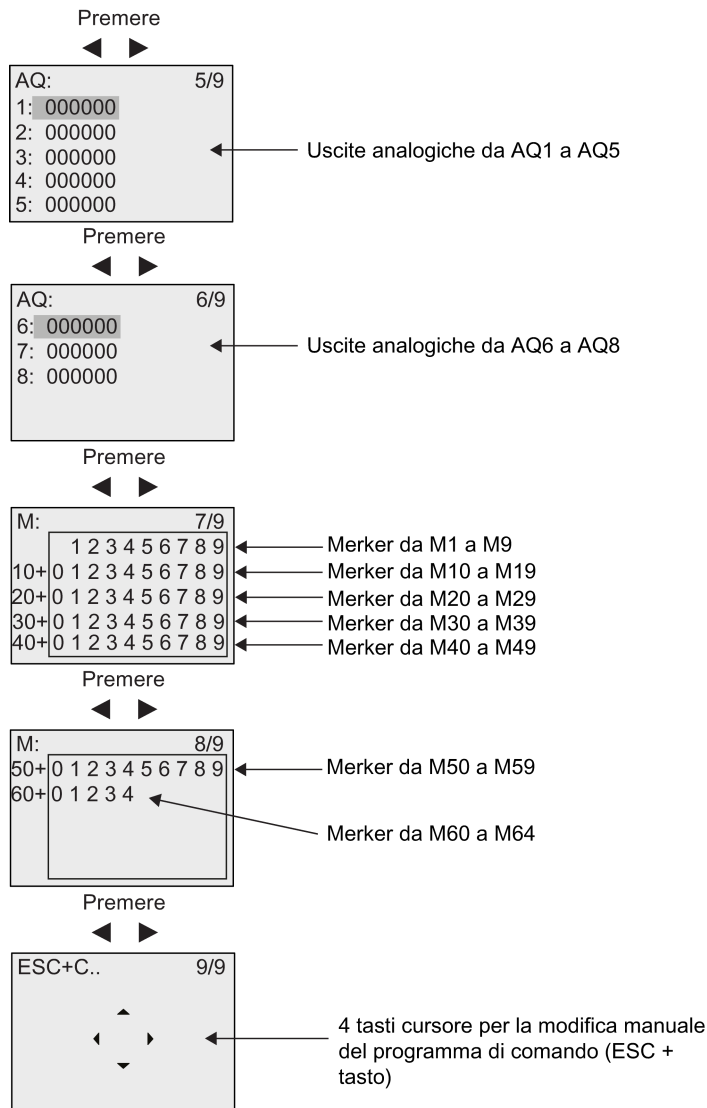 Premere
AQ: 5/9
1: 000000
2: 000000
3: 000000
4: 000000
5: 000000
Uscite analogiche da AQ1 a AQ5
Premere
AQ: 6/9
6: 000000
7: 000000
8: 000000
Uscite analogiche da AQ6 a AQ8
Premere
M: 7/9
1 2 3 4 5 6 7 8 9 Merker da M1 a M9
10+ 0 1 2 3 4 5 6 7 8 9 Merker da M10 a M19
20+ 0 1 2 3 4 5 6 7 8 9 Merker da M20 a M29
30+ 0 1 2 3 4 5 6 7 8 9 Merker da M30 a M39
40+ 0 1 2 3 4 5 6 7 8 9 Merker da M40 a M49
Premere
M: 8/9
50+ 0 1 2 3 4 5 6 7 8 9 Merker da M50 a M59
60+ 0 1 2 3 4
Merker da M60 a M64
Premere
ESC+C.. 9/9
4 tasti cursore per la modifica manuale
del programma di comando (ESC +
tasto)